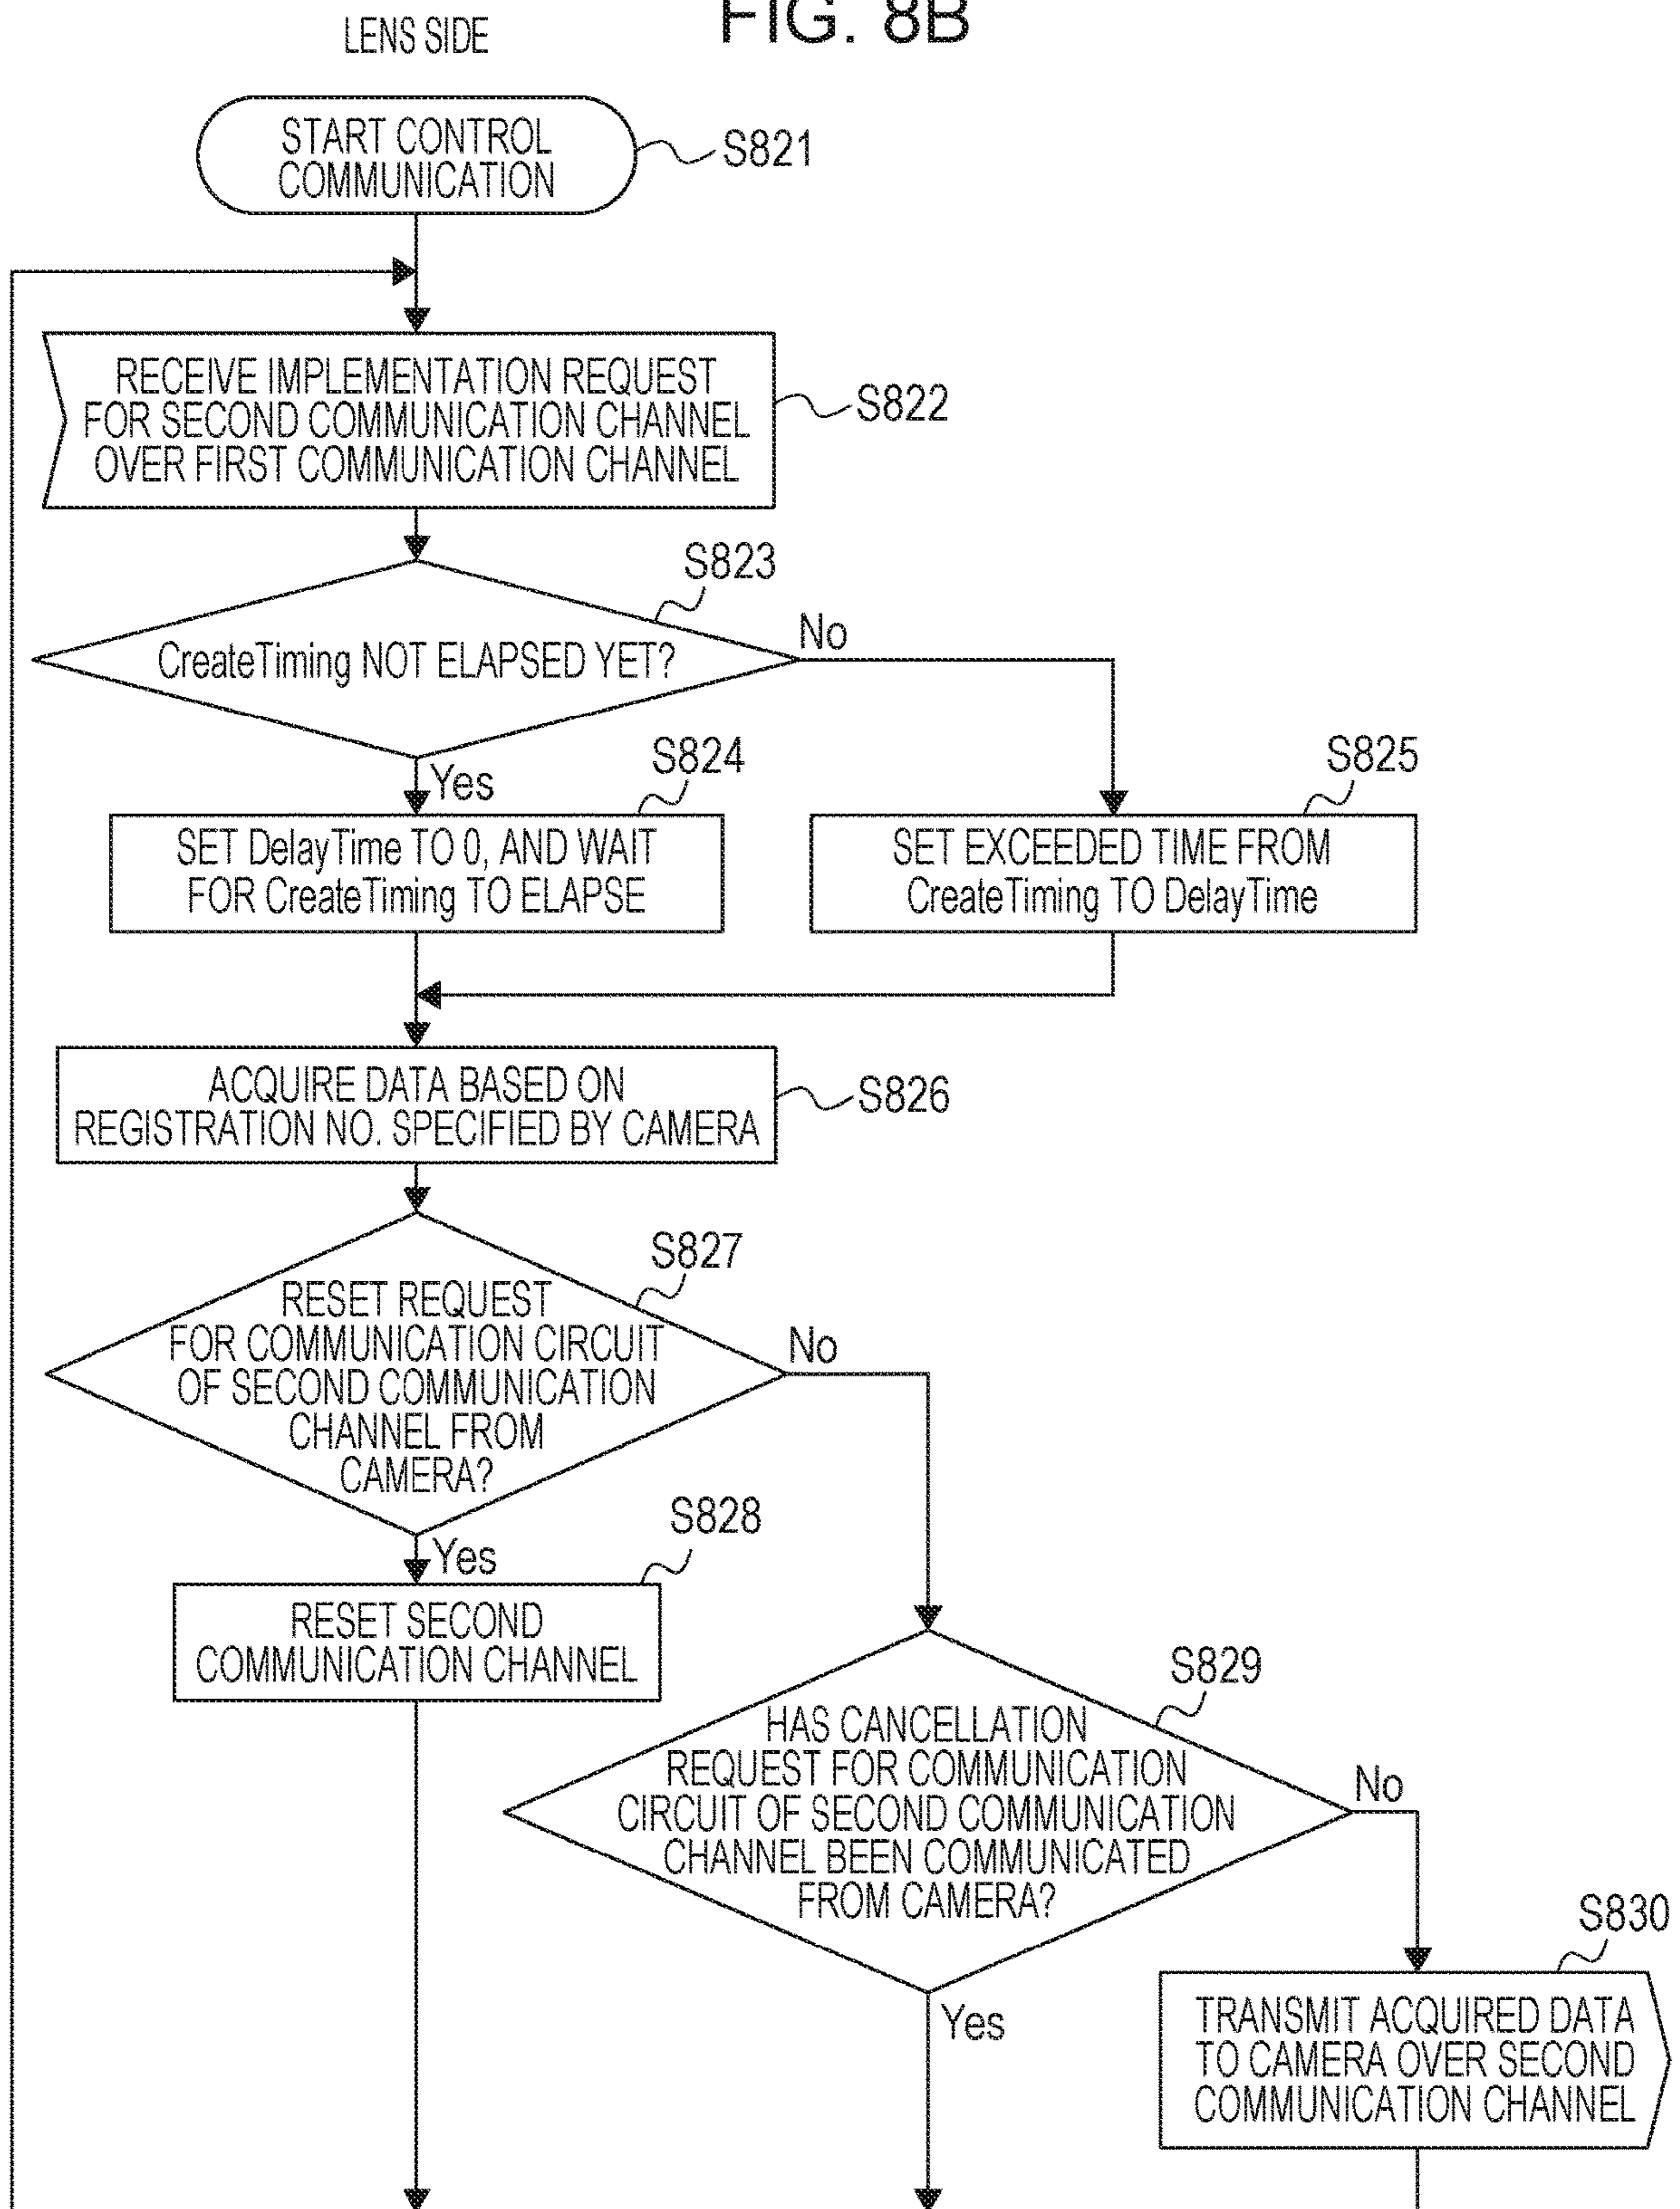 FIG. 8B
LENS SIDE
START CONTROL
COMMUNICATION
S821
RECEIVE IMPLEMENTATION REQUEST
FOR SECOND COMMUNICATION CHANNEL
OVER FIRST COMMUNICATION CHANNEL
S822
S823
CreateTiming NOT ELAPSED YET?
No
Yes
S824
SET DelayTime TO 0, AND WAIT
FOR CreateTiming TO ELAPSE
S825
SET EXCEEDED TIME FROM
CreateTiming TO DelayTime
ACQUIRE DATA BASED ON
REGISTRATION NO. SPECIFIED BY CAMERA
S826
S827
RESET REQUEST
FOR COMMUNICATION CIRCUIT
OF SECOND COMMUNICATION
CHANNEL FROM
CAMERA?
No
Yes
S828
RESET SECOND
COMMUNICATION CHANNEL
S829
HAS CANCELLATION
REQUEST FOR COMMUNICATION
CIRCUIT OF SECOND COMMUNICATION
CHANNEL BEEN COMMUNICATED
FROM CAMERA?
No
Yes
S830
TRANSMIT ACQUIRED DATA
TO CAMERA OVER SECOND
COMMUNICATION CHANNEL